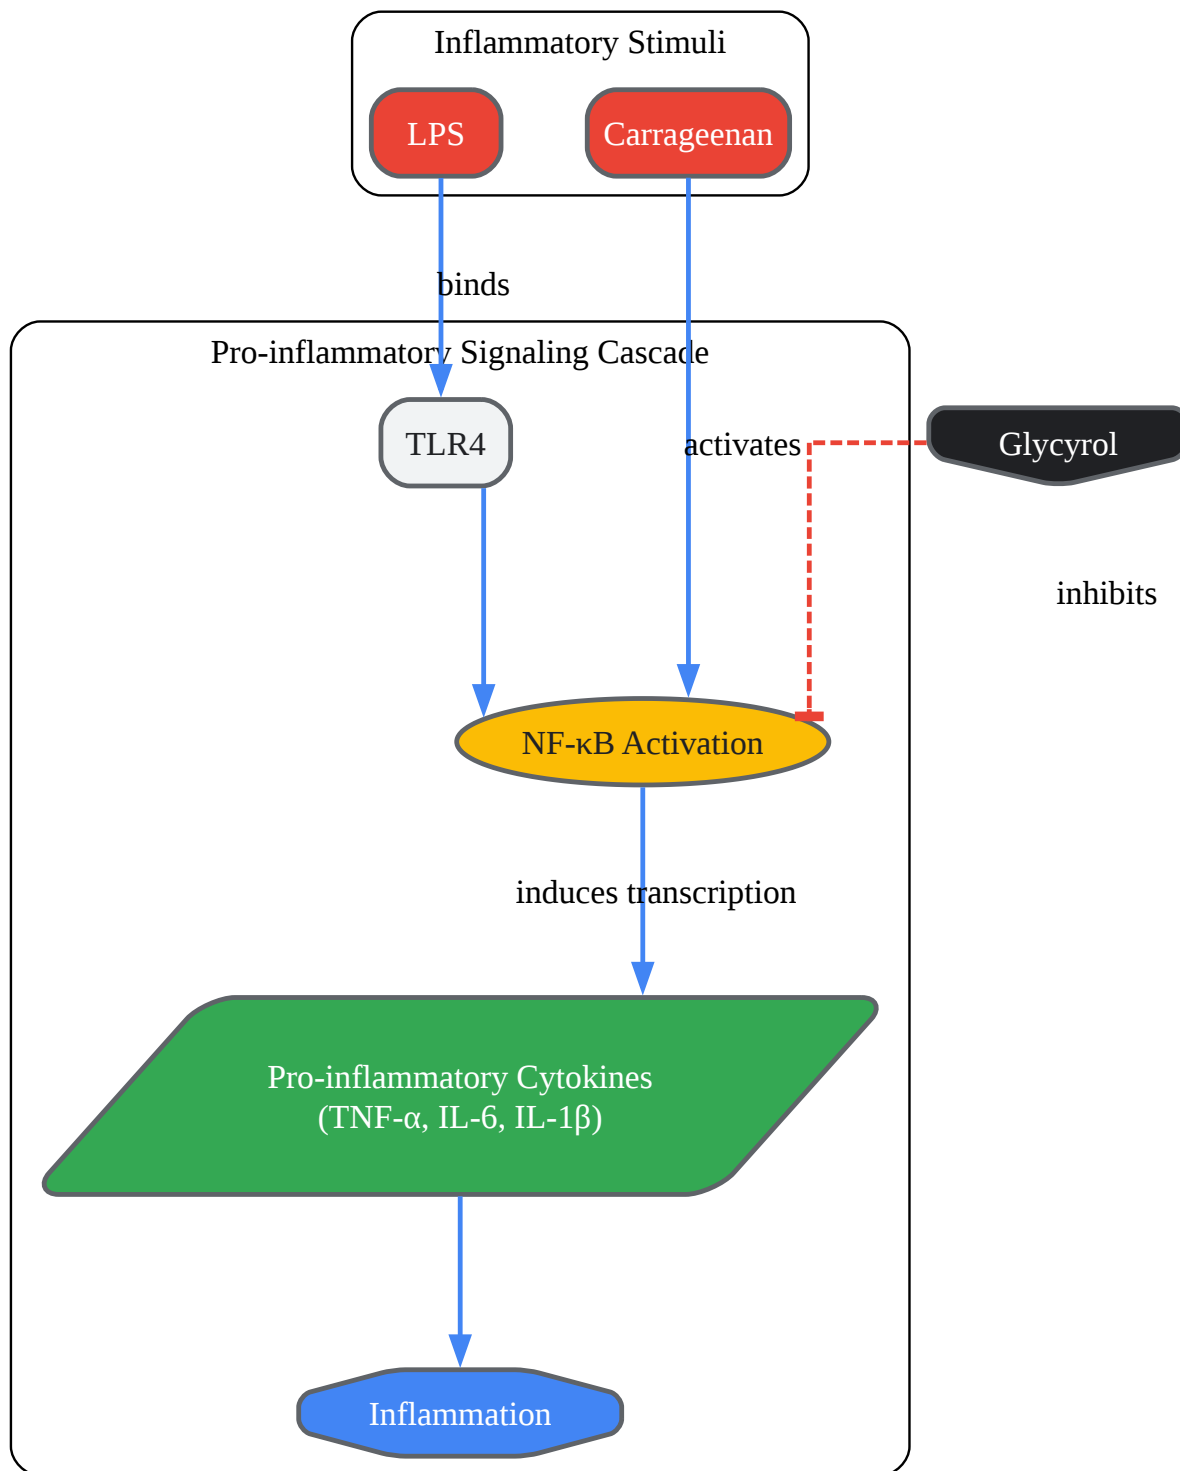 Inflammatory Stimuli
LPS
Carrageenan
binds
Pro-inflammatory Signaling Cascade
TLR4
activates
Glycyrol
inhibits
NF-κB Activation
induces transcription
Pro-inflammatory Cytokines
(TNF-α, IL-6, IL-1β)
Inflammation